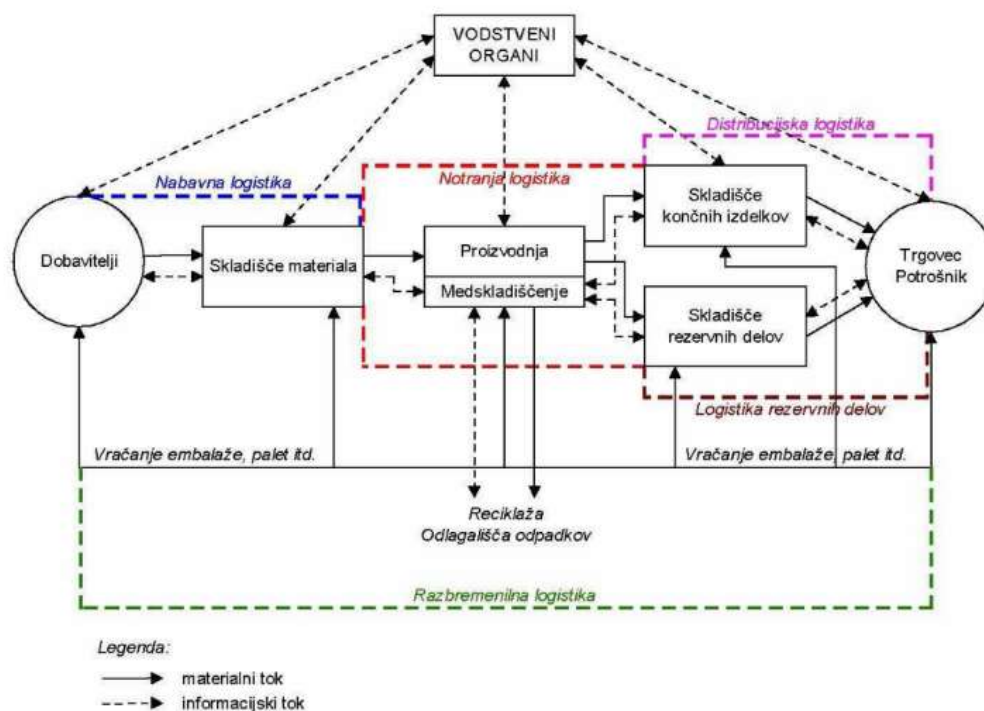 VODSTVENI
ORGANI
Distribucijska logistika
Nabavna logistika
Notranja logistika
Skladišče
končnih izdelkov
Dobavitelji
Skladišče materiala
Proizvodnja
Medskladiščenje
Trgovec
Potrošnik
Skladišče
rezervnih delov
Logistika rezervnih delov
Vračanje embalaže, palet itd.
Vračanje embalaže, palet itd.
Reciklaža
Odlagališča odpadkov
Razbremenilna logistika
Legenda:
materialni tok
informacijski tok